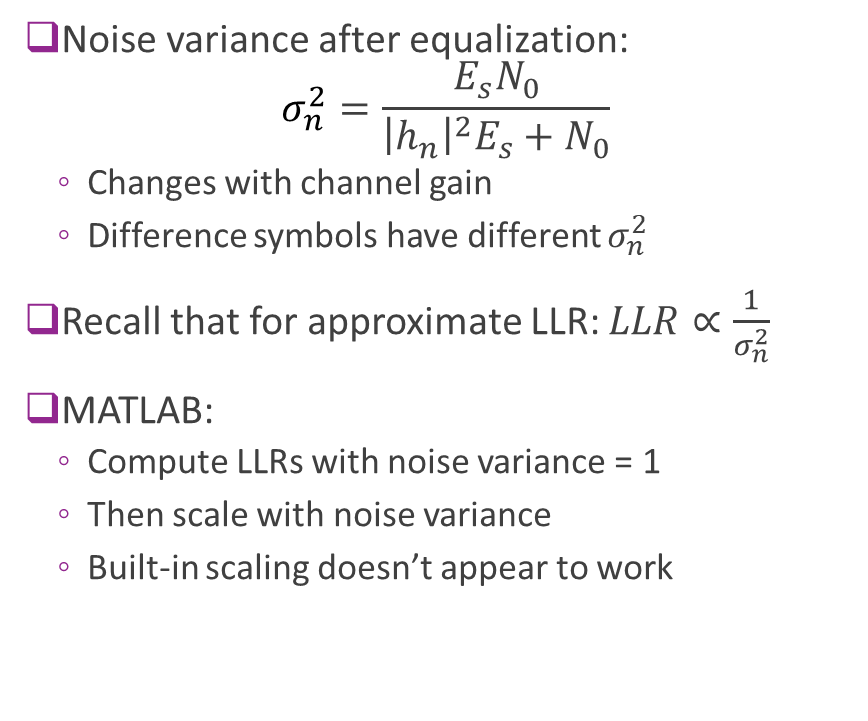 ❑Noise variance after equalization:
σ_n^2 = E_s N_0 / (|h_n|^2 E_s + N_0)
◦ Changes with channel gain
◦ Difference symbols have different σ_n^2
❑Recall that for approximate LLR: LLR ∝ 1/σ_n^2
❑MATLAB:
◦ Compute LLRs with noise variance = 1
◦ Then scale with noise variance
◦ Built-in scaling doesn’t appear to work